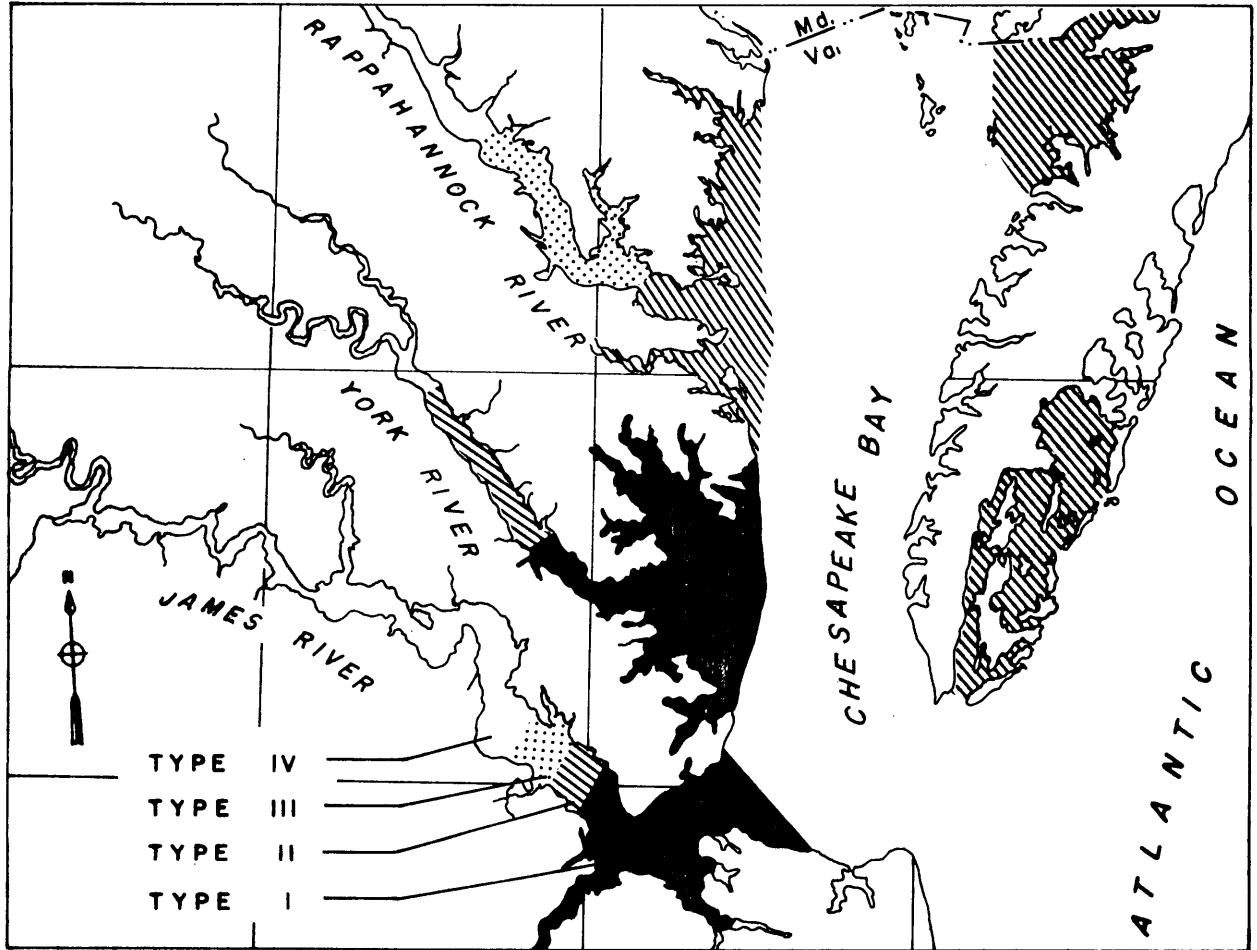 Md.
Va.
RAPPAHANNOCK
RIVER
YORK
RIVER
JAMES RIVER
CHESAPEAKE BAY
ATLANTIC
OCEAN
N
TYPE IV
TYPE III
TYPE II
TYPE I